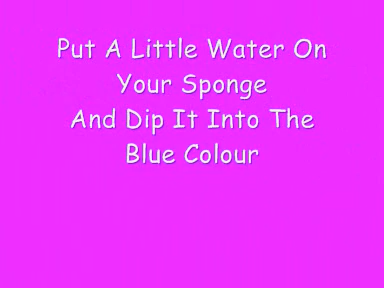 Put A Little Water On
Your Sponge
And Dip It Into The
Blue Colour